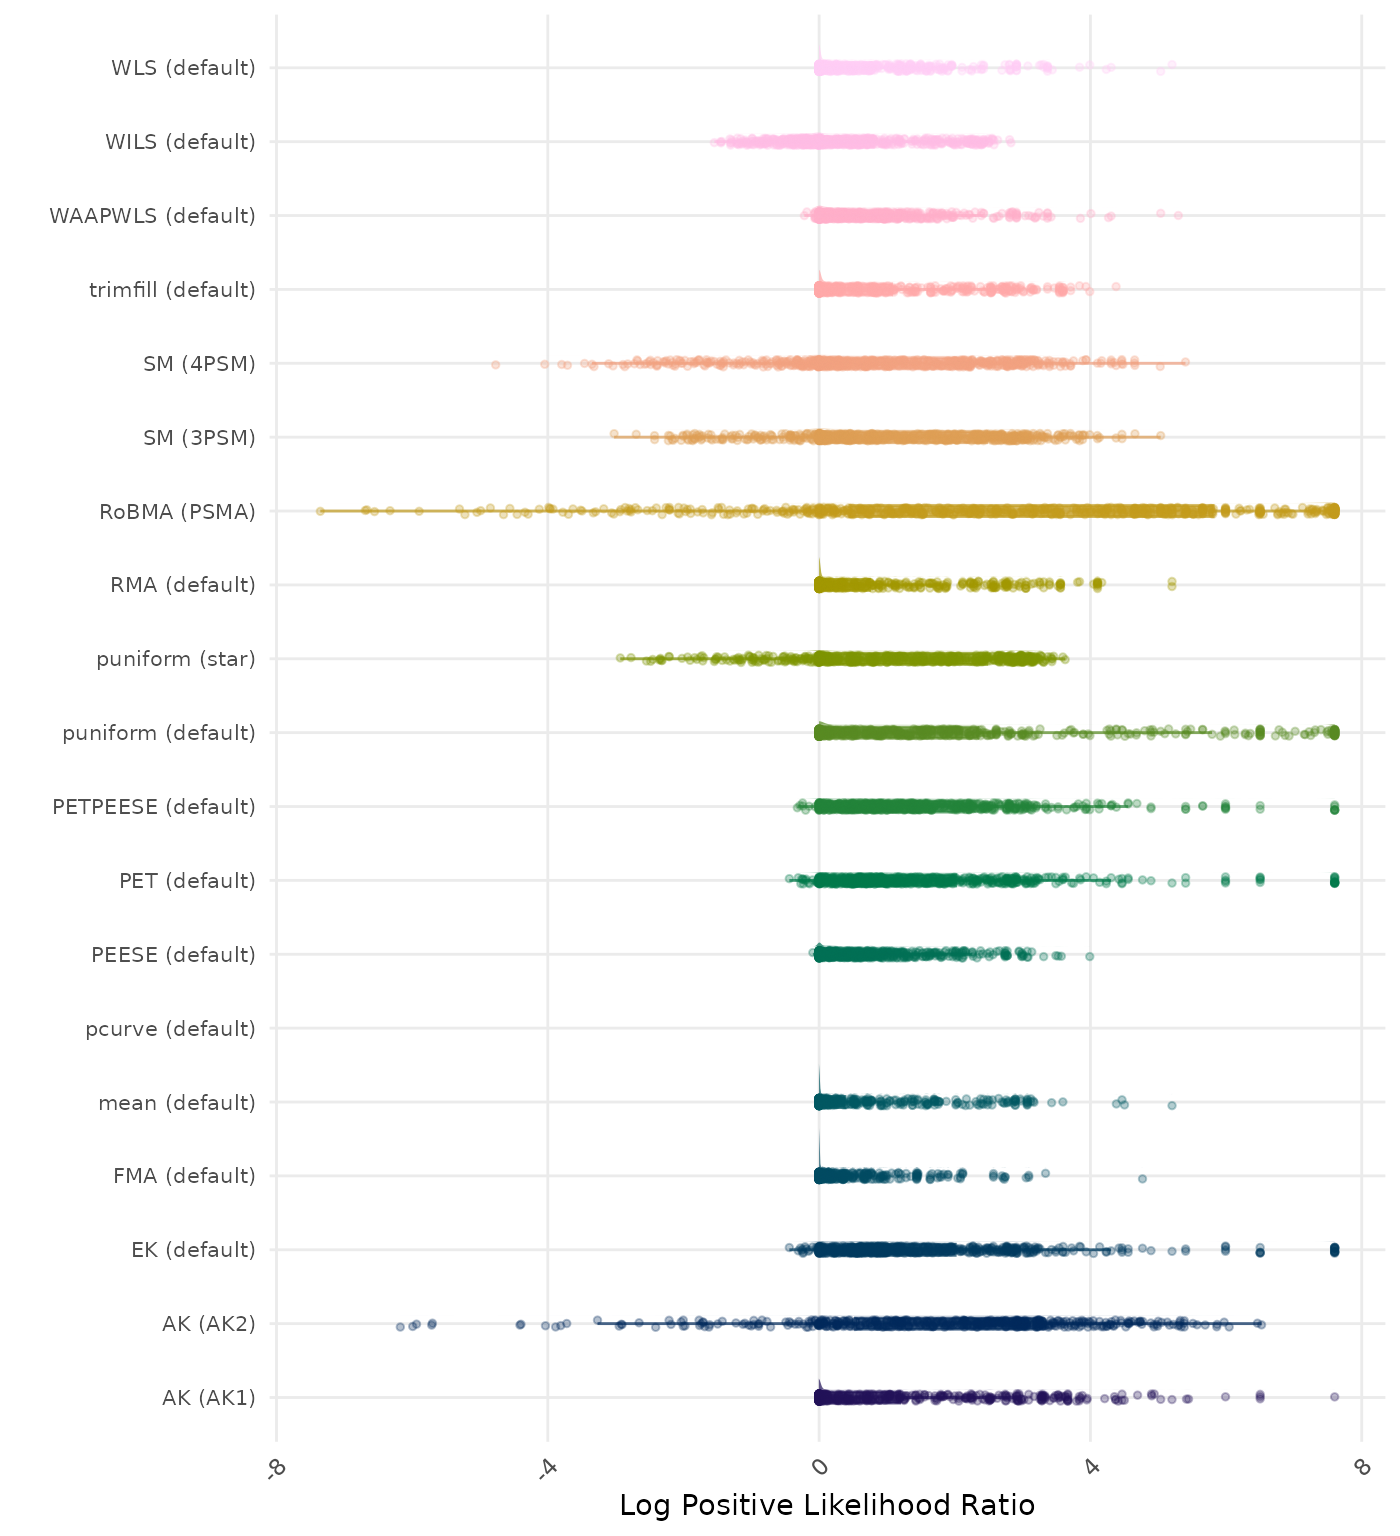 WLS (default)
WILS (default)
WAAPWLS (default)
trimfill (default)
SM (4PSM)
SM (3PSM)
RoBMA (PSMA)
RMA (default)
puniform (star)
puniform (default)
PETPEESE (default)
PET (default)
PEESE (default)
pcurve (default)
mean (default)
FMA (default)
EK (default)
AK (AK2)
AK (AK1)
-8 -4 0 4 8
Log Positive Likelihood Ratio